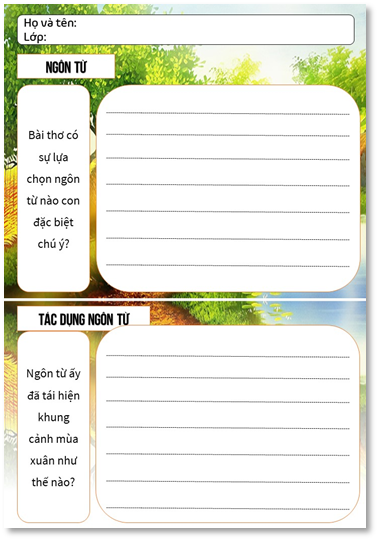 Họ và tên:
Lớp:
NGÔN TỪ
Bài thơ có
sự lựa
chọn ngôn
từ nào con
đặc biệt
chú ý?
TÁC DỤNG NGÔN TỪ
Ngôn từ ấy
đã tái hiện
khung
cảnh mùa
xuân như
thế nào?